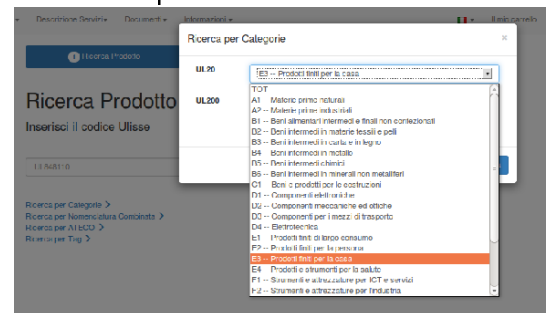 Descrizione Servizi Documenti Informazioni Il mio carrello
Ricerca per Categorie ×
1 Ricerca Prodotto
UL20
E3 -- Prodotti finiti per la casa
TOT
Ricerca Prodotto
UL200
A1 -- Materie prime naturali
A2 -- Materie prime industriali
Inserisci il codice Ulisse
B1 -- Beni alimentari intermedi e finali non confezionati
B2 -- Beni intermedi in materie tessili e pelli
B3 -- Beni intermedi in carta e in legno
B4 -- Beni intermedi in metallo
B5 -- Beni intermedi chimici
B6 -- Beni intermedi in minerali non metalliferi
C1 -- Beni e prodotti per le costruzioni
D1 -- Componenti elettroniche
D2 -- Componenti meccaniche ed ottiche
D3 -- Componenti per i mezzi di trasporto
D4 -- Elettrotecnica
E1 -- Prodotti finiti di largo consumo
E2 -- Prodotti finiti per la persona
E3 -- Prodotti finiti per la casa
E4 -- Prodotti e strumenti per la salute
F1 -- Strumenti e attrezzature per ICT e servizi
F2 -- Strumenti e attrezzature per l'industria
Ricerca per Categorie >
Ricerca per Nomenclatura Combinata >
Ricerca per ATECO >
Ricerca per Tag >